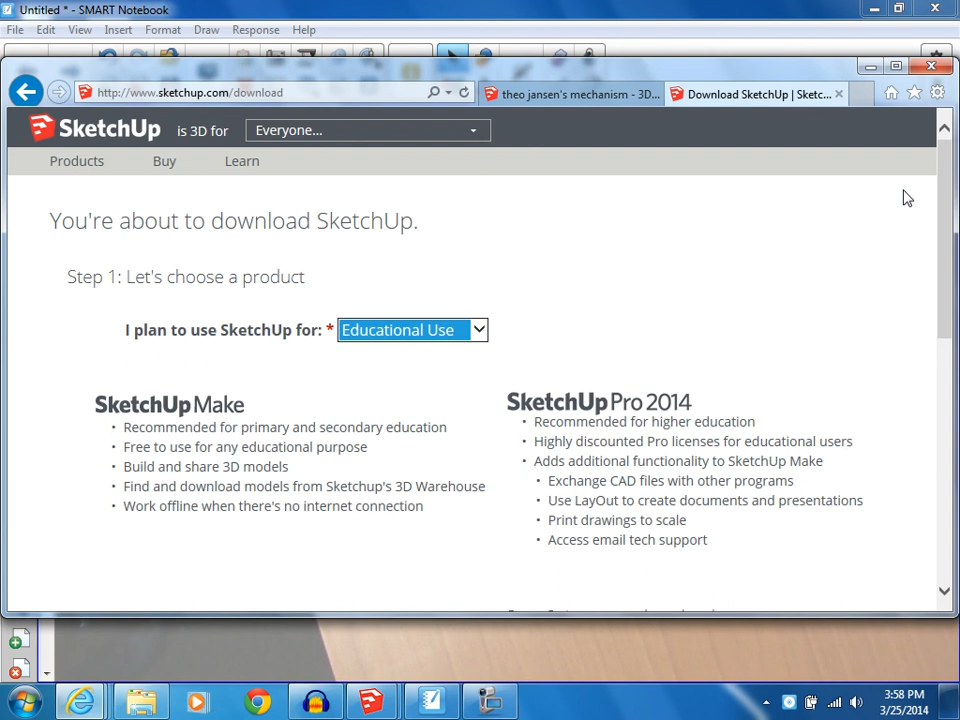 Untitled * - SMART Notebook
File Edit View Insert Format Draw Response Help
http://www.sketchup.com/download
theo jansen's mechanism - 3D...
Download SketchUp | Sketc...
SketchUp is 3D for Everyone...
Products Buy Learn
You're about to download SketchUp.
Step 1: Let's choose a product
I plan to use SketchUp for: * Educational Use
SketchUp Make
• Recommended for primary and secondary education
• Free to use for any educational purpose
• Build and share 3D models
• Find and download models from Sketchup's 3D Warehouse
• Work offline when there's no internet connection
SketchUp Pro 2014
• Recommended for higher education
• Highly discounted Pro licenses for educational users
• Adds additional functionality to SketchUp Make
• Exchange CAD files with other programs
• Use LayOut to create documents and presentations
• Print drawings to scale
• Access email tech support
3:58 PM
3/25/2014